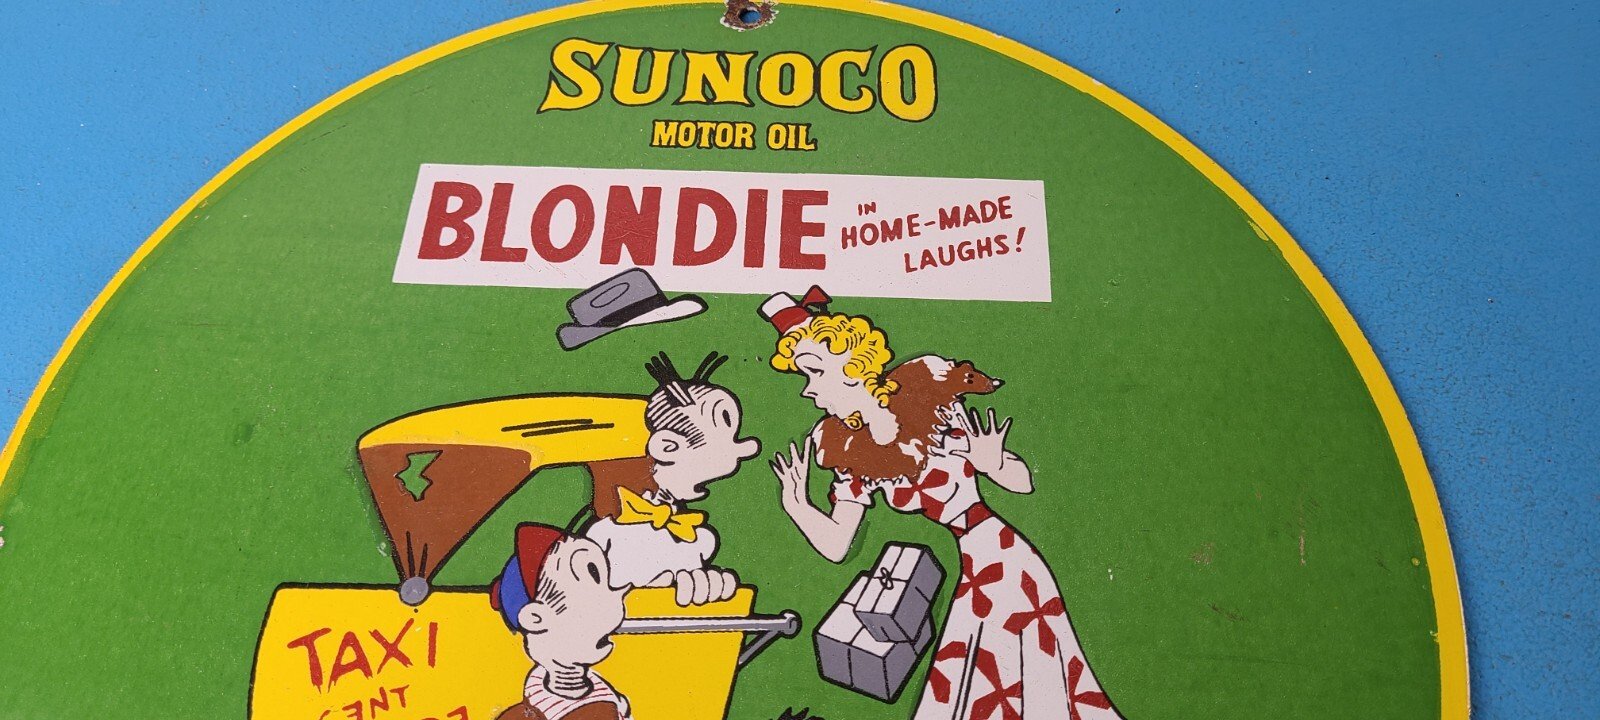 SUNOCO
MOTOR OIL
BLONDIE
IN
HOME-MADE
LAUGHS!
TAXI